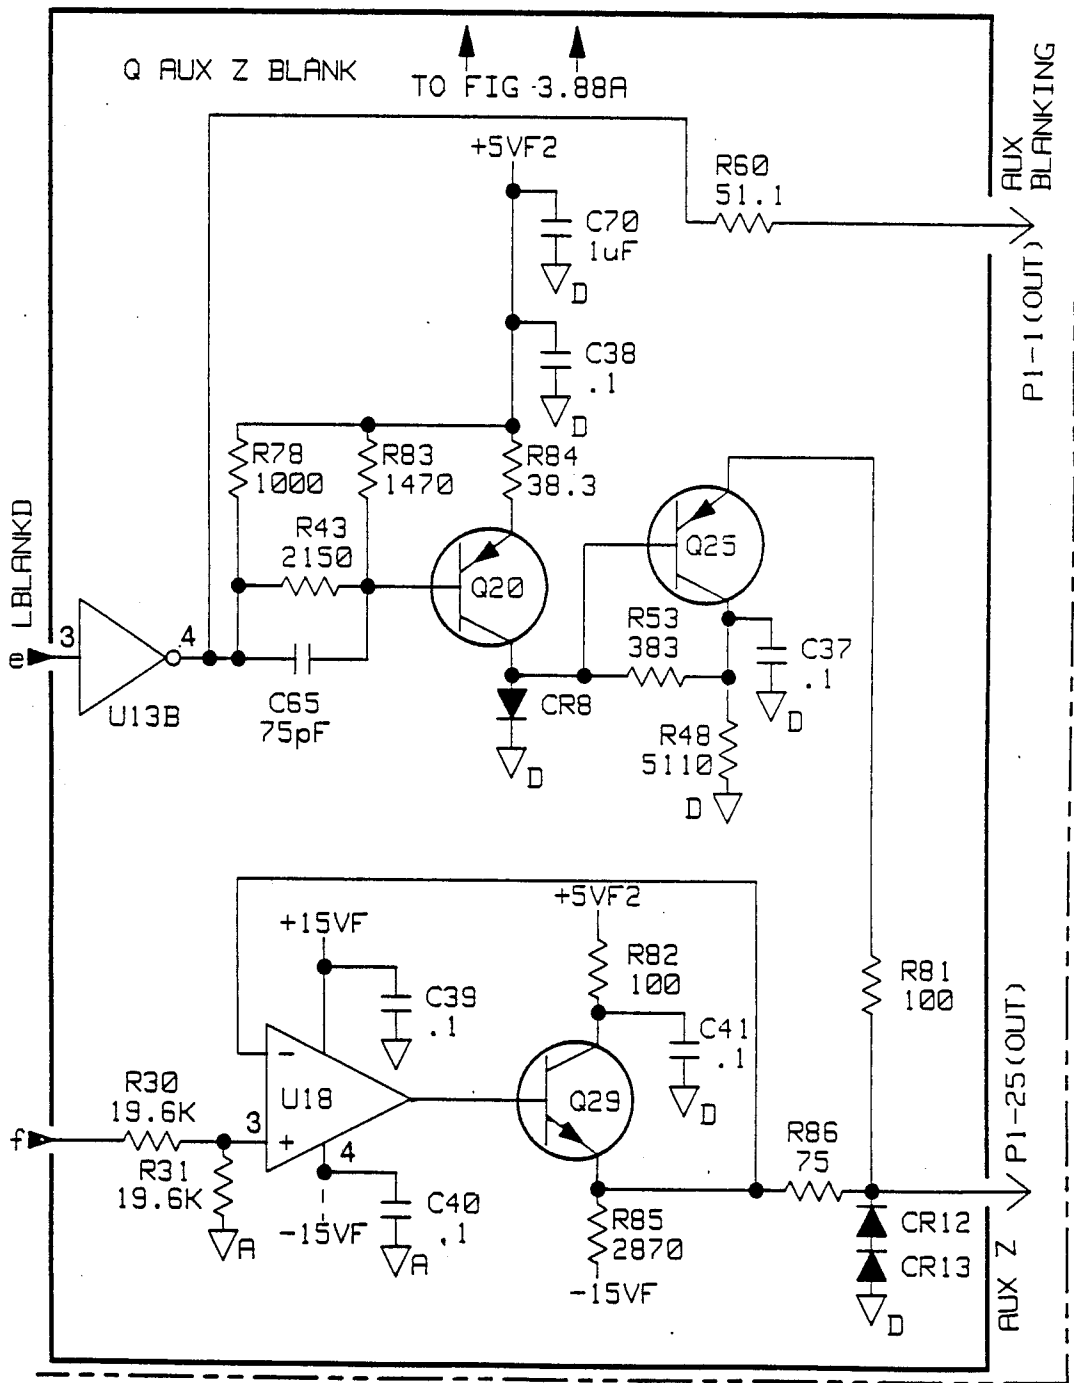 Q AUX Z BLANK
TO FIG 3.88A
AUX
BLANKING
P1-1(OUT)
+5VF2
R60
51.1
C70
1uF
D
C38
.1
D
R78
1000
R83
1470
R84
38.3
R43
2150
Q20
Q25
LBLANKD
e
3
4
U13B
C65
75pF
CR8
D
R53
383
C37
.1
D
R48
5110
D
+15VF
+5VF2
R82
100
R81
100
C39
.1
C41
.1
D
U18
-
+
3
4
Q29
f
R30
19.6K
R31
19.6K
A
-15VF
C40
.1
A
R86
75
R85
2870
-15VF
CR12
CR13
D
AUX Z
P1-25(OUT)